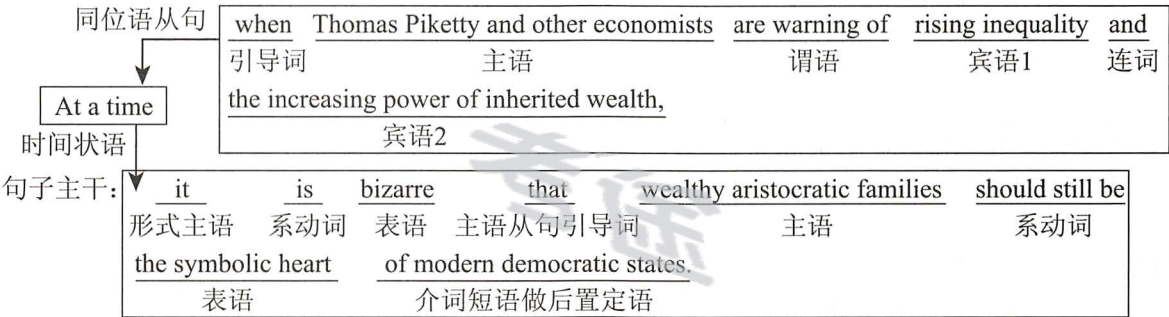 同位语从句
when Thomas Piketty and other economists are warning of rising inequality and
引导词 主语 谓语 宾语1 连词
At a time
the increasing power of inherited wealth,
时间状语
宾语2
句子主干:
it is bizarre that wealthy aristocratic families should still be
形式主语 系动词 表语 主语从句引导词 主语 系动词
the symbolic heart of modern democratic states.
表语 介词短语做后置定语
考途